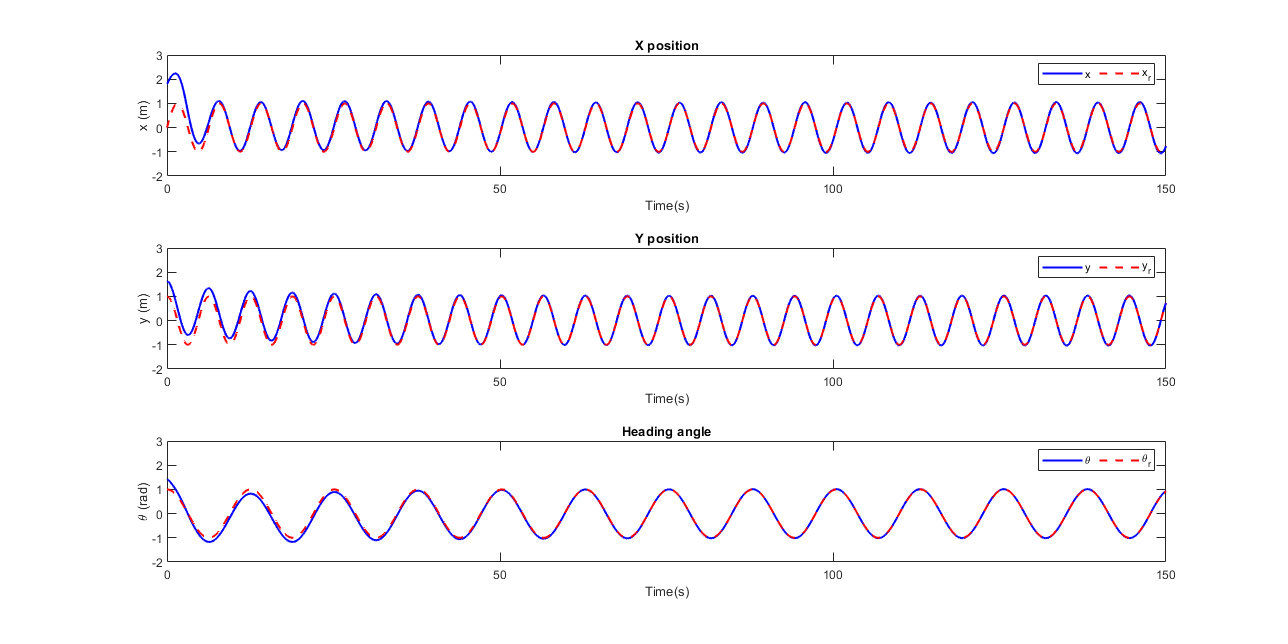 X position
3
2
1
0
-1
-2
x (m)
x x_r
0 50 100 150
Time(s)
Y position
3
2
1
0
-1
-2
y (m)
y y_r
0 50 100 150
Time(s)
Heading angle
3
2
1
0
-1
-2
θ (rad)
θ θ_r
0 50 100 150
Time(s)